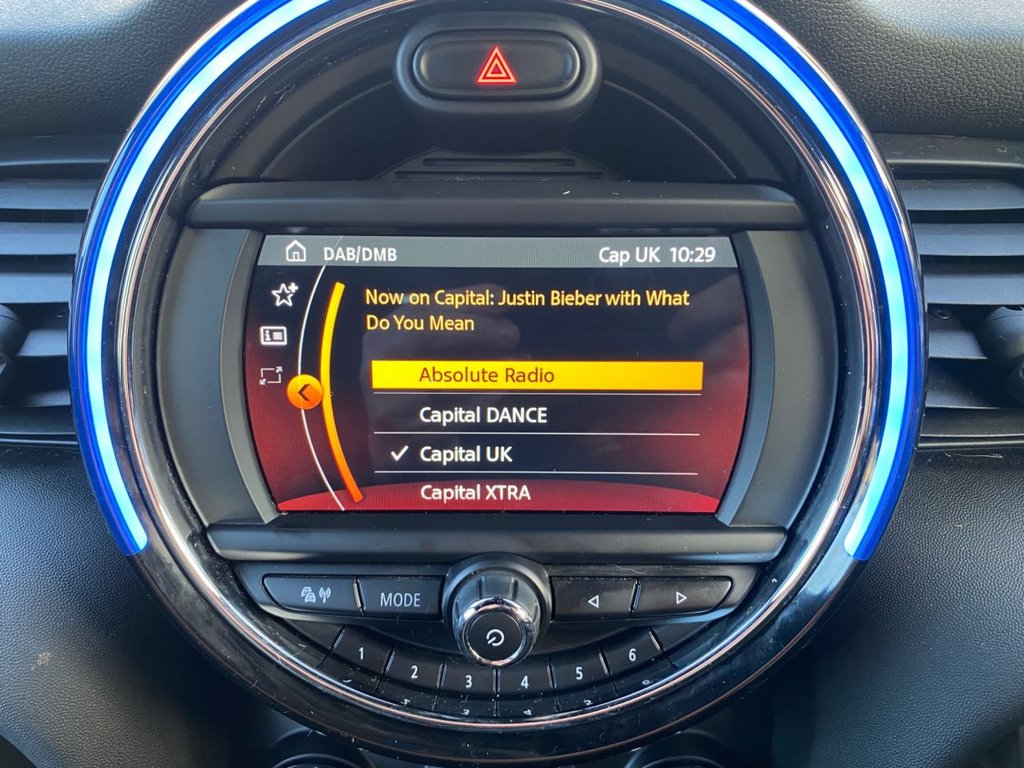 DAB/DMB Cap UK 10:29
Now on Capital: Justin Bieber with What
Do You Mean
Absolute Radio
Capital DANCE
Capital UK
Capital XTRA
MODE
1 2 3 4 5 6